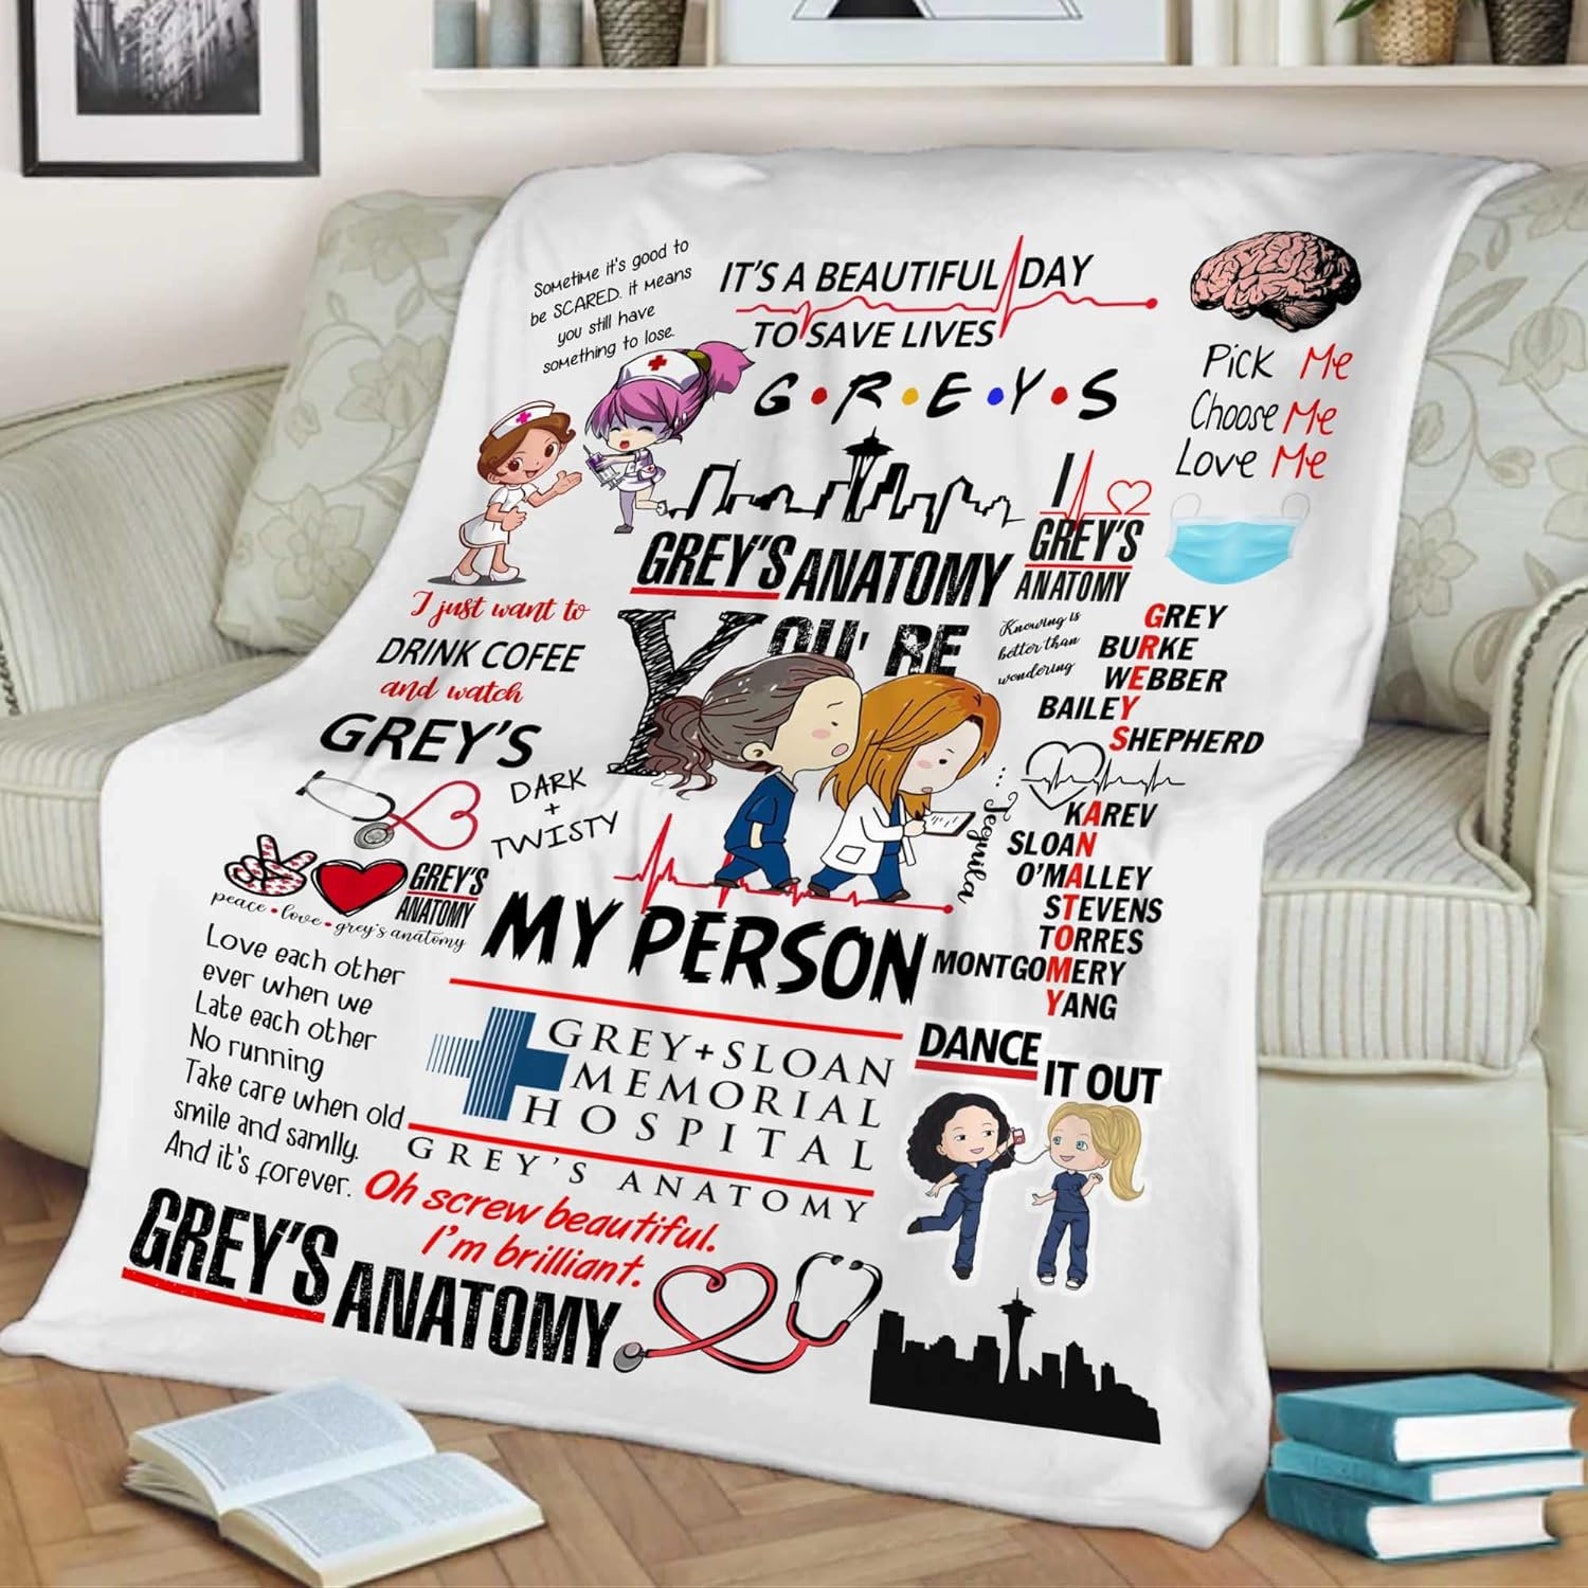 Sometime it's good to
be SCARED. it means
you still have
something to lose.
IT'S A BEAUTIFUL DAY
TO SAVE LIVES
G•R•E•Y•S
Pick Me
Choose Me
Love Me
I
GREY'S
ANATOMY
GREY'S ANATOMY
I just want to
DRINK COFEE
and watch
GREY'S
YOU'RE
Knowing is
better than
wondering
GREY
BURKE
WEBBER
BAILEY
SHEPHERD
KAREV
SLOAN
O'MALLEY
STEVENS
TORRES
MONTGOMERY
YANG
DARK
+
TWISTY
... Seeynila
GREY'S
ANATOMY
peace • love • grey's anatomy
MY PERSON
Love each other
ever when we
Late each other
No running
Take care when old
smile and samlly.
And it's forever.
GREY+SLOAN
MEMORIAL
HOSPITAL
GREY'S ANATOMY
DANCE
IT OUT
Oh screw beautiful.
I'm brilliant.
GREY'S ANATOMY